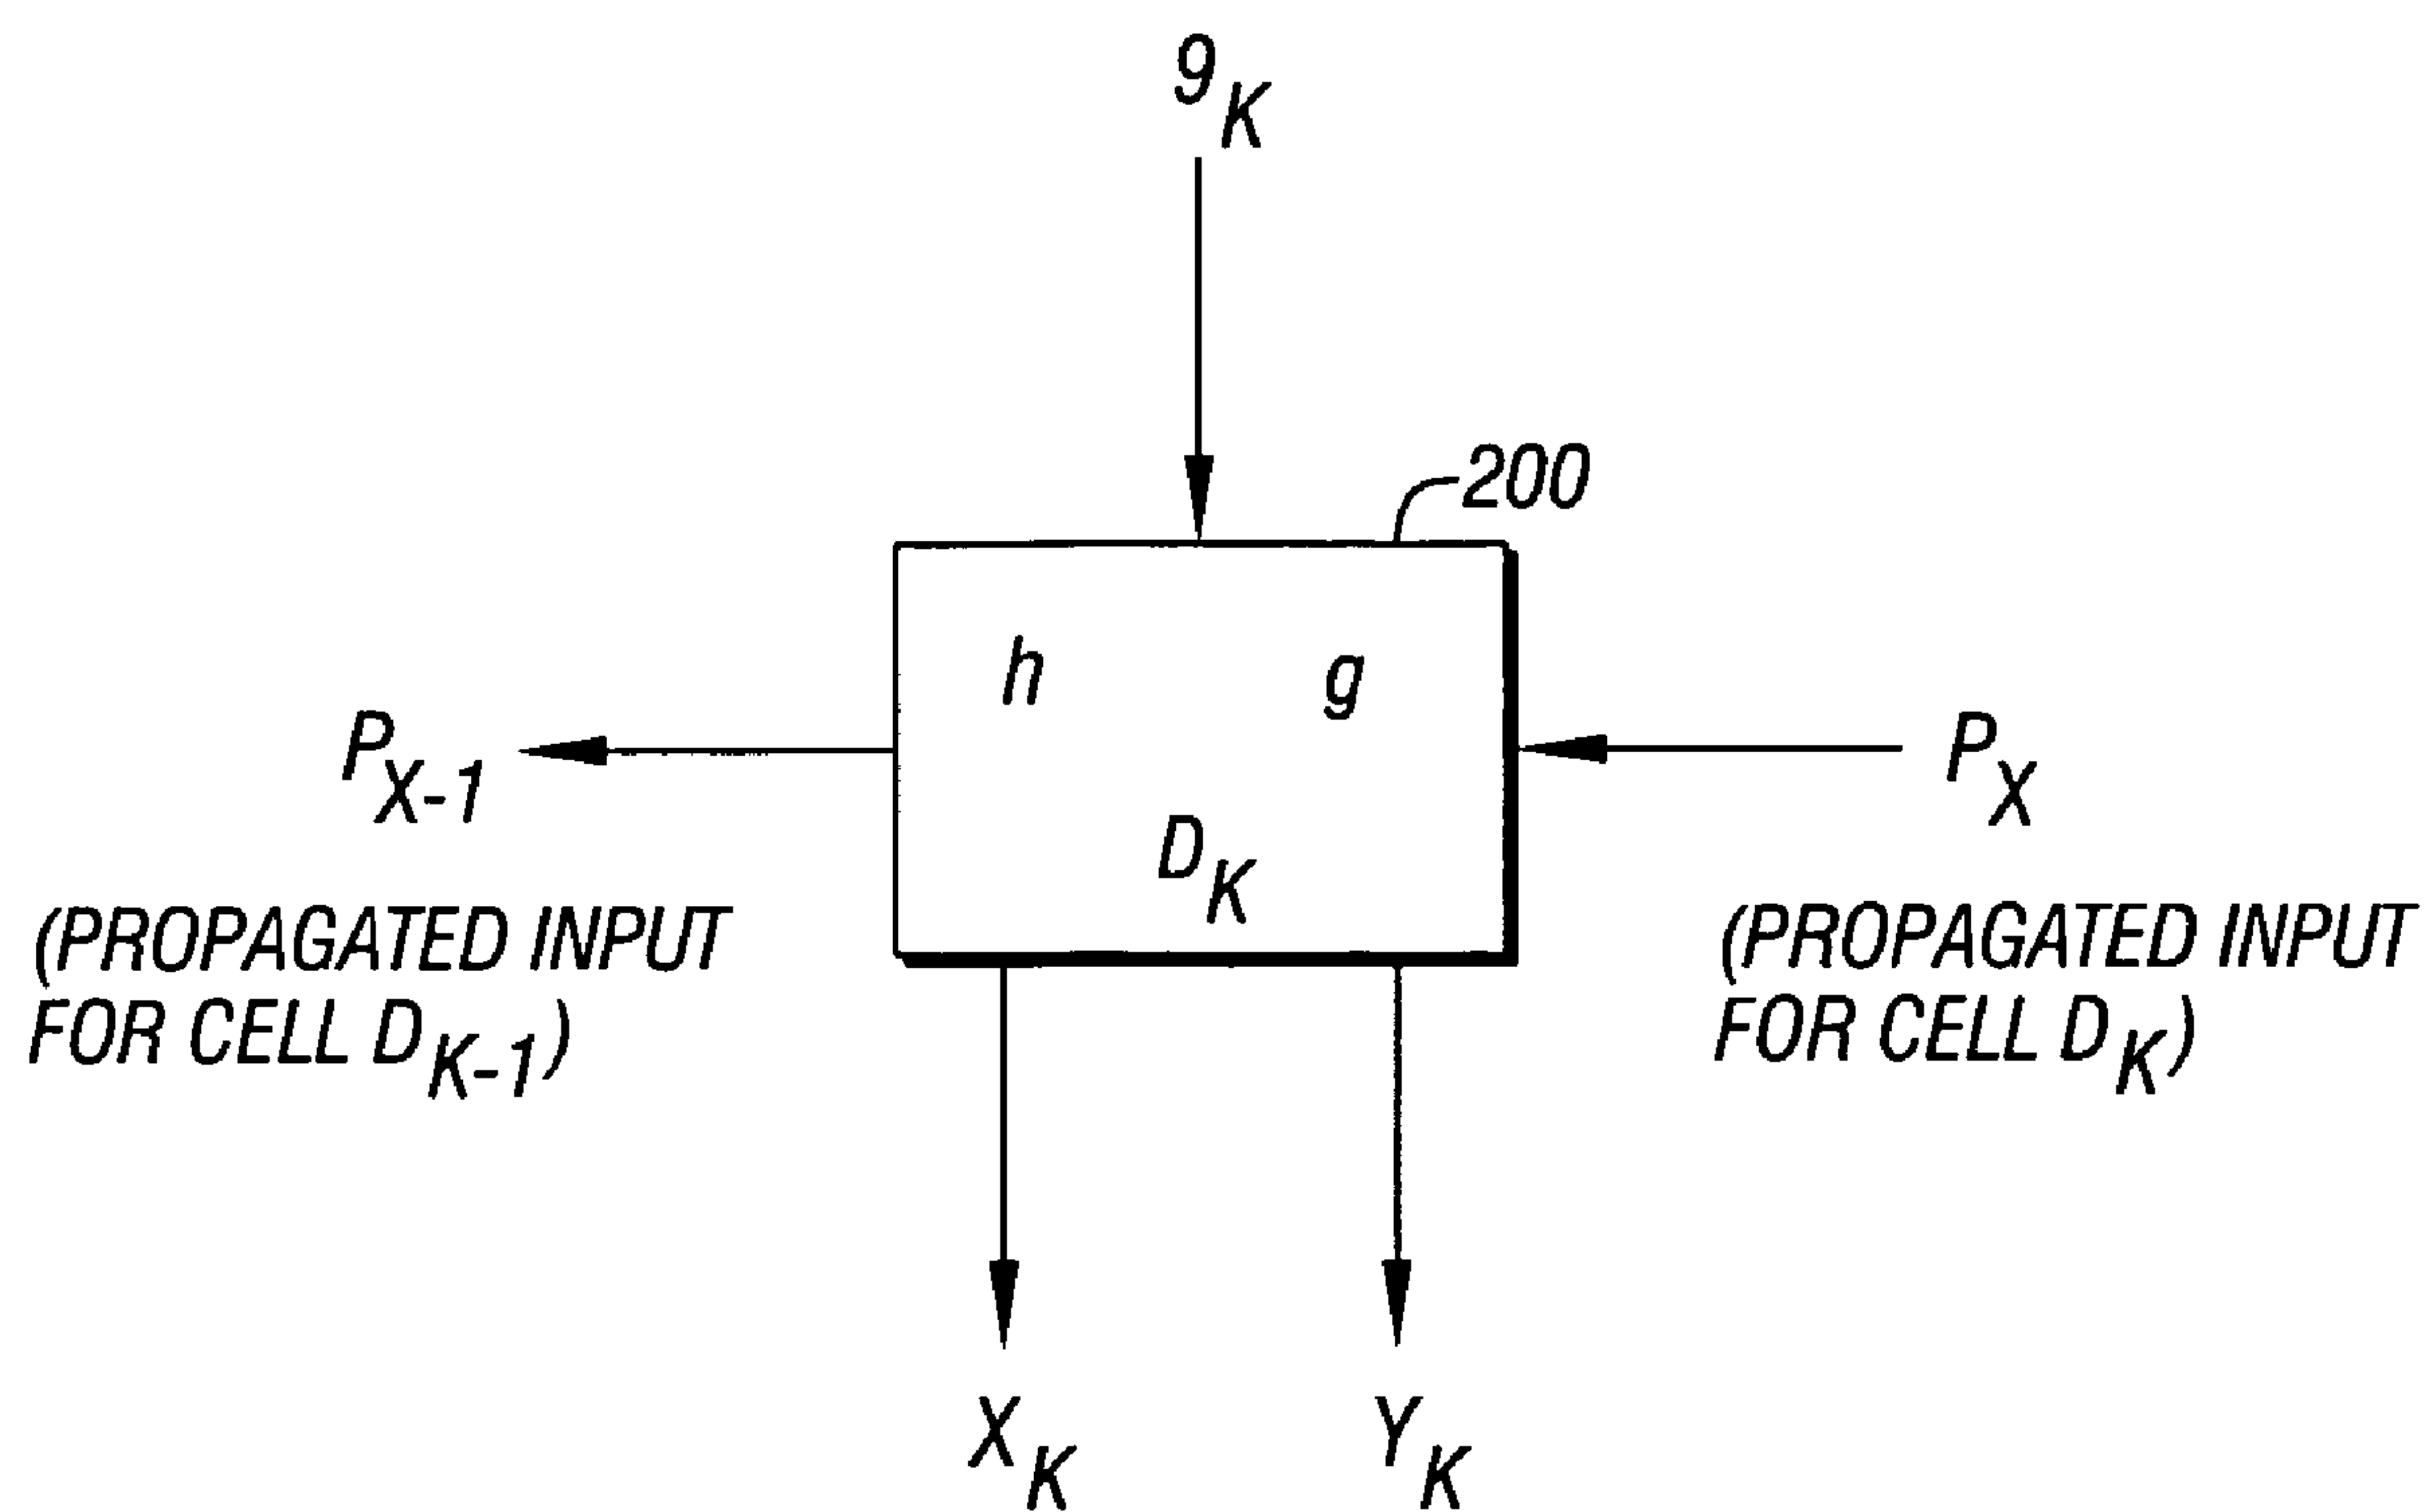 9K
200
h g
PX-1
PX
DK
(PROPAGATED INPUT
FOR CELL DK-1)
(PROPAGATED INPUT
FOR CELL DK)
XK
YK